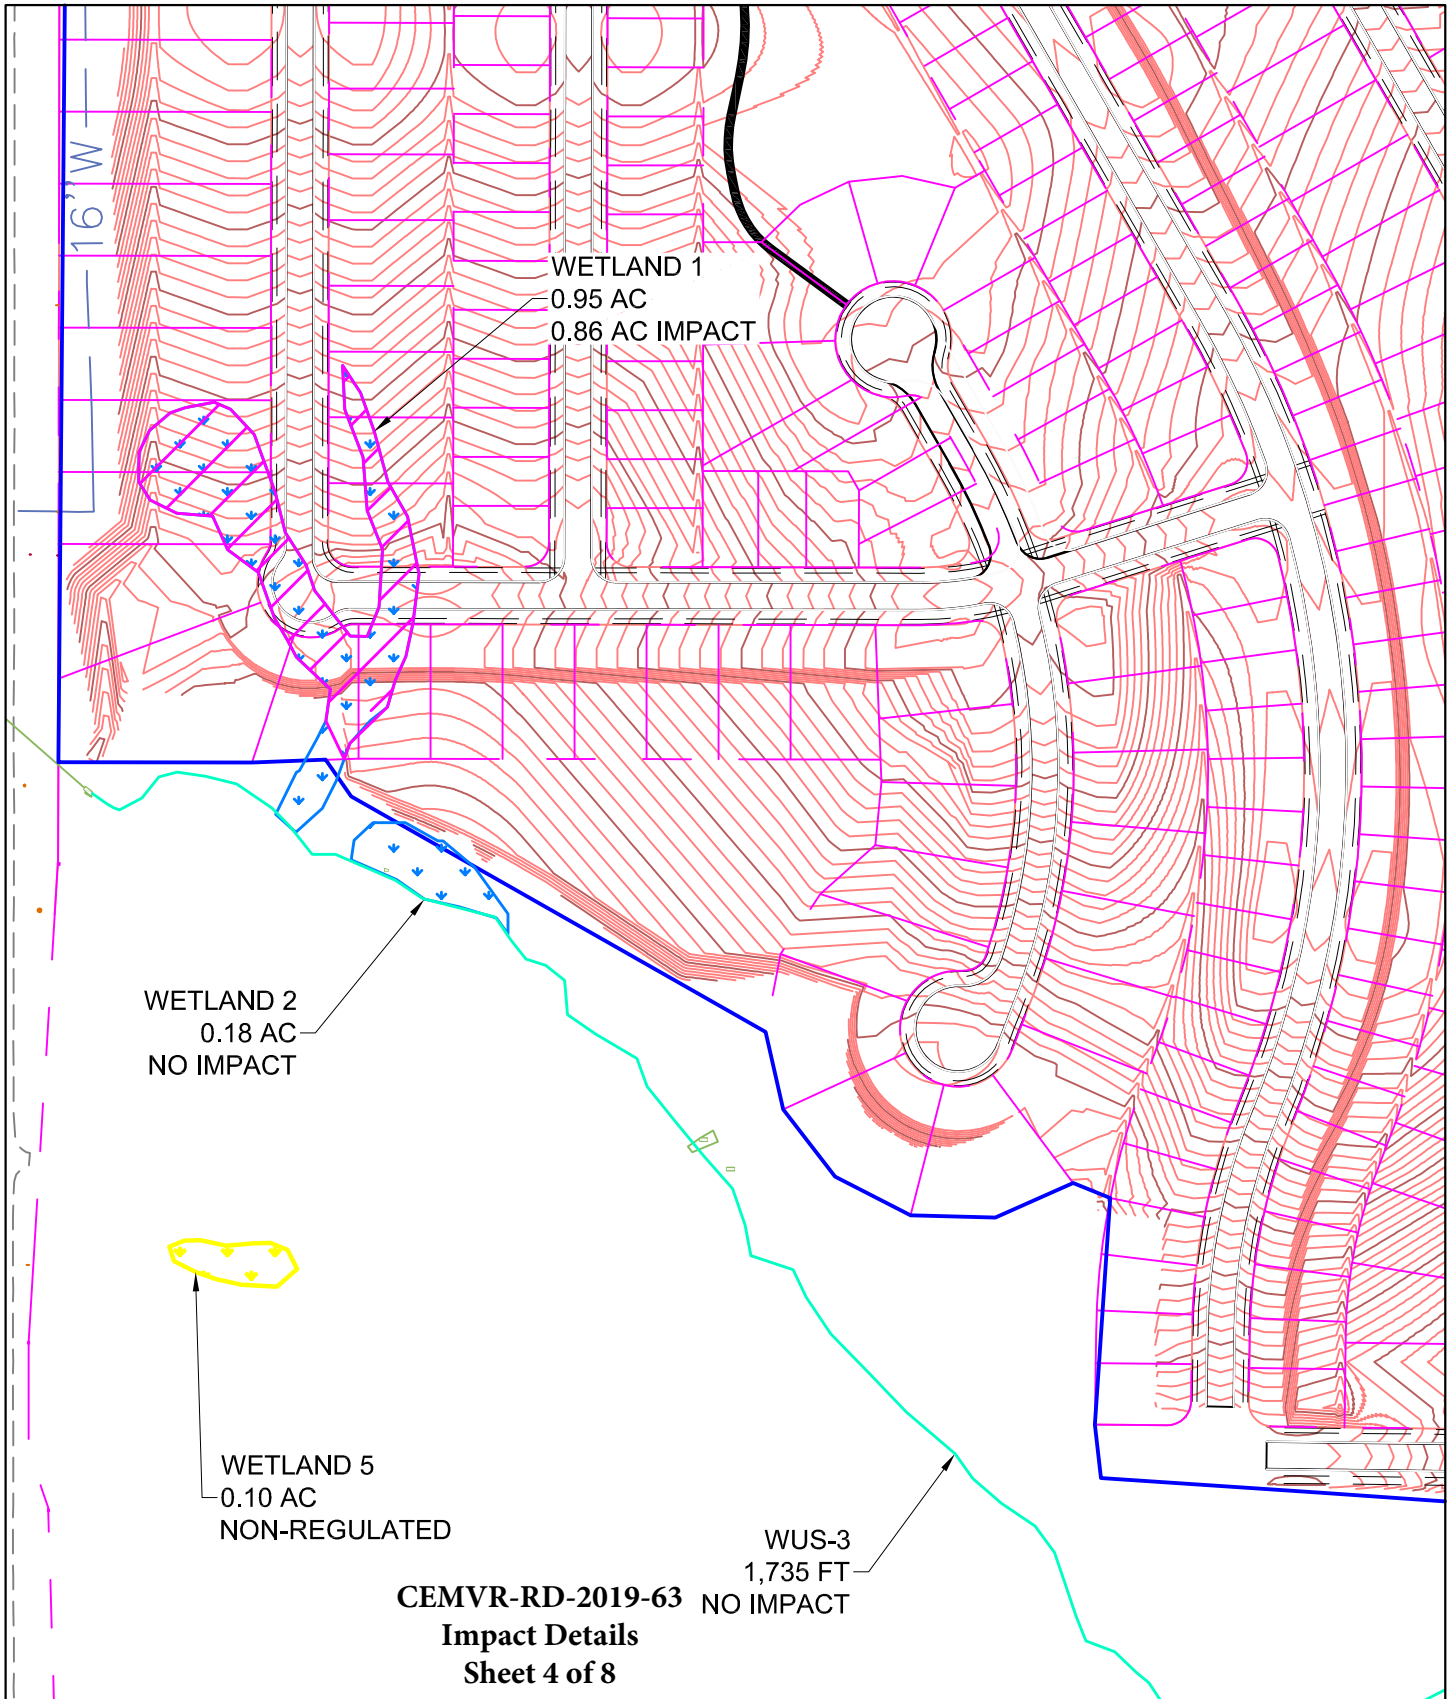 16" W
WETLAND 1
0.95 AC
0.86 AC IMPACT
WETLAND 2
0.18 AC
NO IMPACT
WETLAND 5
0.10 AC
NON-REGULATED
WUS-3
1,735 FT
NO IMPACT
CEMVR-RD-2019-63
Impact Details
Sheet 4 of 8